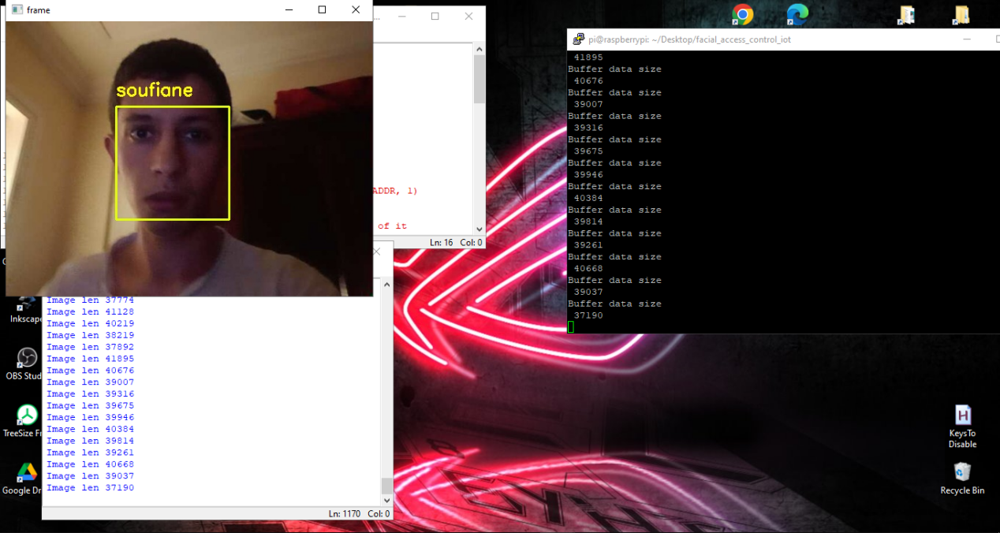 frame
...
soufiane
ADDR, 1)
of it
Ln: 16 Col: 0
Image len 37774
Image len 41128
Image len 40219
Image len 38219
Image len 37892
Image len 41895
Image len 40676
Image len 39007
Image len 39316
Image len 39675
Image len 39946
Image len 40384
Image len 39814
Image len 39261
Image len 40668
Image len 39037
Image len 37190
Ln: 1170 Col: 0
Inkscape
OBS Stud
TreeSize Fr
Google Dr
pi@raspberrypi: ~/Desktop/facial_access_control_iot
41895
Buffer data size
40676
Buffer data size
39007
Buffer data size
39316
Buffer data size
39675
Buffer data size
39946
Buffer data size
40384
Buffer data size
39814
Buffer data size
39261
Buffer data size
40668
Buffer data size
39037
Buffer data size
37190
H
KeysTo
Disable
Recycle Bin